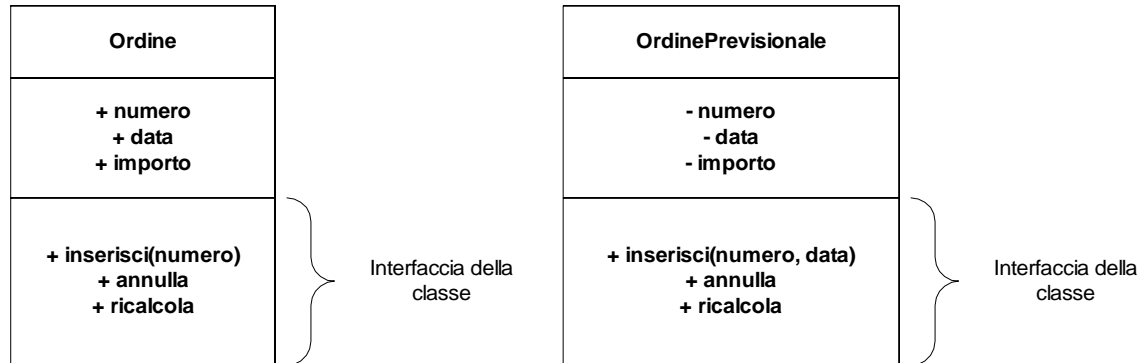 Ordine
+ numero
+ data
+ importo
+ inserisci(numero)
+ annulla
+ ricalcola
Interfaccia della
classe
OrdinePrevisionale
- numero
- data
- importo
+ inserisci(numero, data)
+ annulla
+ ricalcola
Interfaccia della
classe